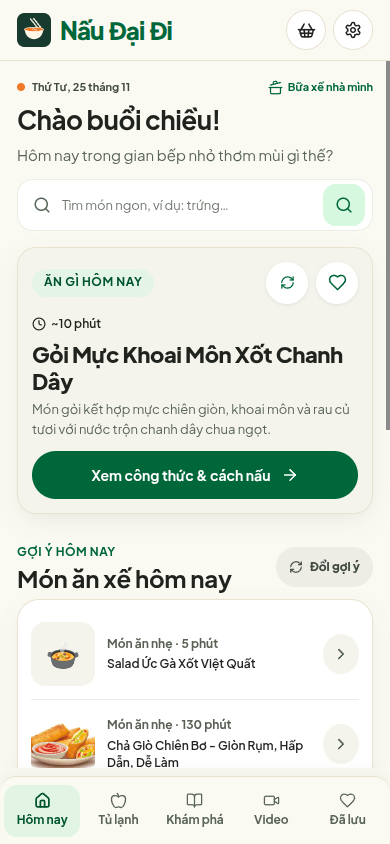 Nấu Đại Đi
Thứ Tư, 25 tháng 11
Bữa xế nhà mình
Chào buổi chiều!
Hôm nay trong gian bếp nhỏ thơm mùi gì thế?
Tìm món ngon, ví dụ: trứng…
ĂN GÌ HÔM NAY
~10 phút
Gỏi Mực Khoai Môn Xốt Chanh
Dây
Món gỏi kết hợp mực chiên giòn, khoai môn và rau củ
tươi với nước trộn chanh dây chua ngọt.
Xem công thức & cách nấu
GỢI Ý HÔM NAY
Món ăn xế hôm nay
Đổi gợi ý
Món ăn nhẹ · 5 phút
Salad Ức Gà Xốt Việt Quất
Món ăn nhẹ · 130 phút
Chả Giò Chiên Bơ - Giòn Rụm, Hấp
Dẫn, Dễ Làm
Hôm nay
Tủ lạnh
Khám phá
Video
Đã lưu